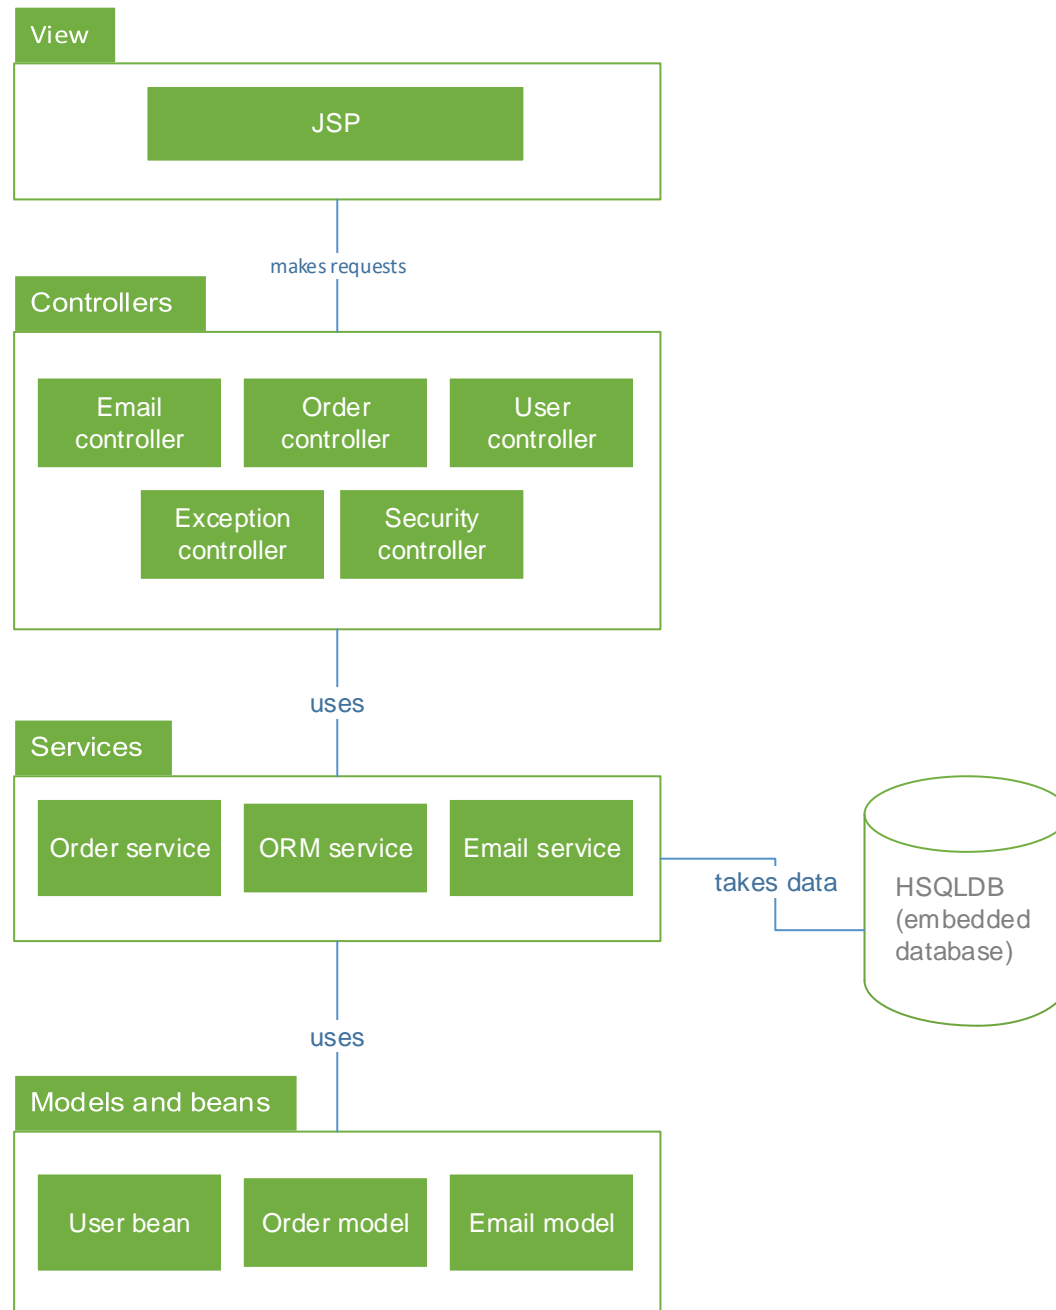 View
JSP
makes requests
Controllers
Email
controller
Order
controller
User
controller
Exception
controller
Security
controller
uses
Services
Order service
ORM service
Email service
takes data
HSQLDB
(embedded
database)
uses
Models and beans
User bean
Order model
Email model